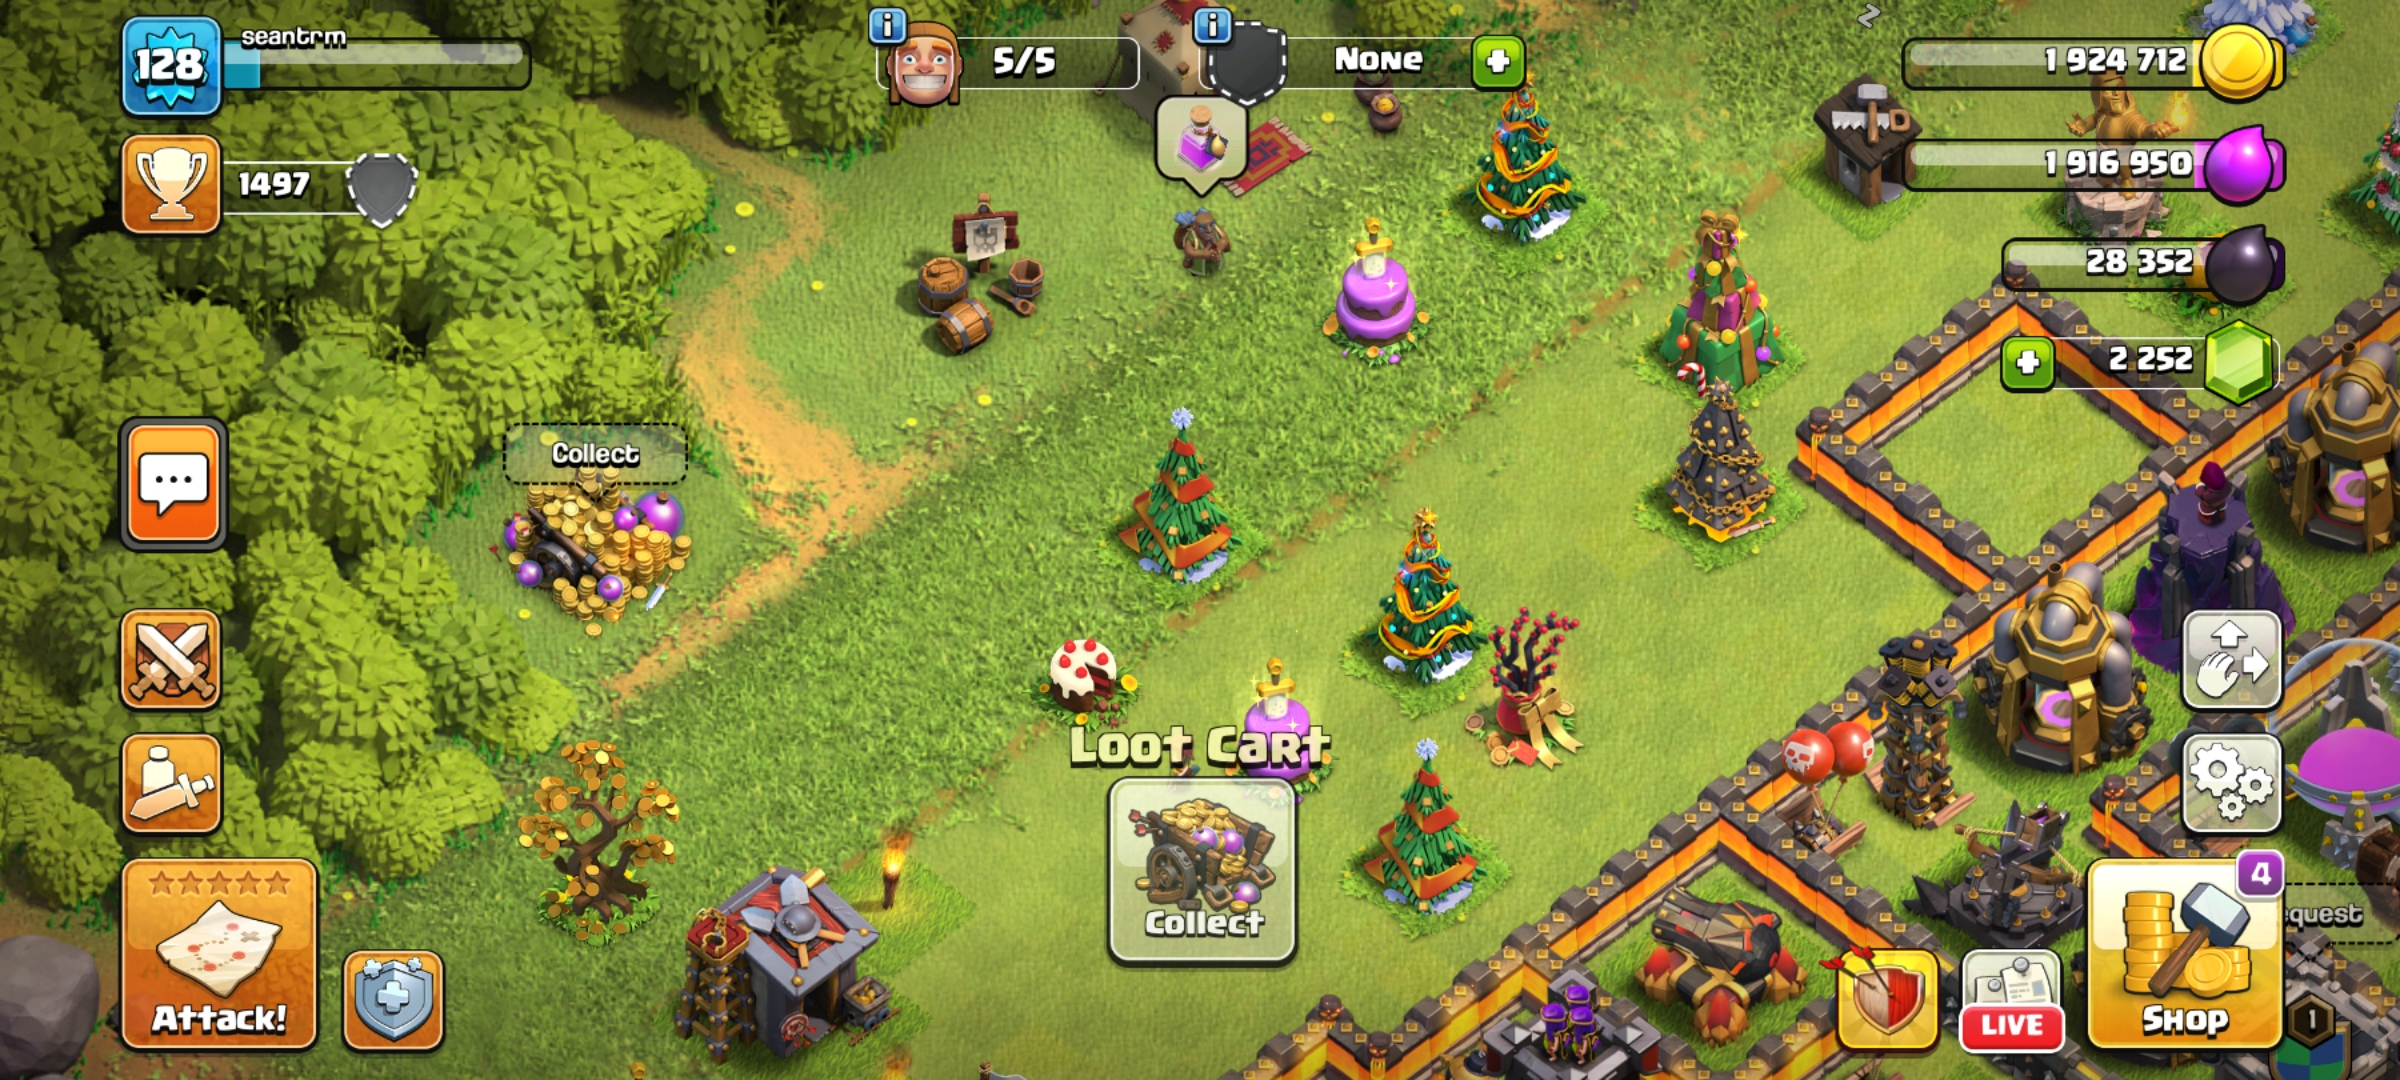 128
seantrm
5/5
None
1 924 712
1497
1 916 950
28 352
2 252
Collect
Loot Cart
Collect
4
equest
Attack!
LIVE
Shop
1